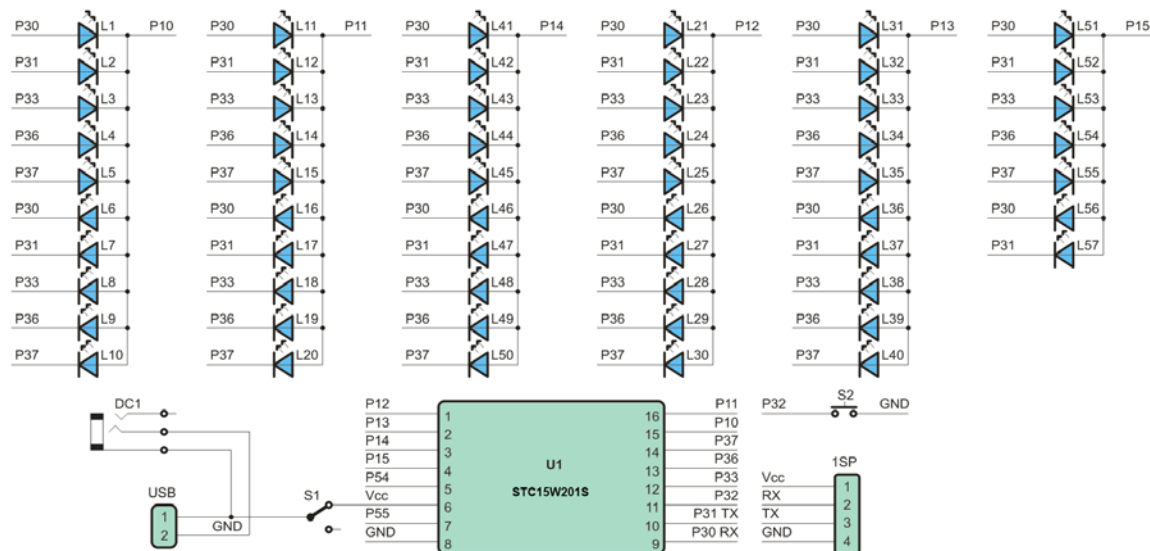 P30 L1 P10 P30 L11 P11 P30 L41 P14 P30 L21 P12 P30 L31 P13 P30 L51 P15
P31 L2 P31 L12 P31 L42 P31 L22 P31 L32 P31 L52
P33 L3 P33 L13 P33 L43 P33 L23 P33 L33 P33 L53
P36 L4 P36 L14 P36 L44 P36 L24 P36 L34 P36 L54
P37 L5 P37 L15 P37 L45 P37 L25 P37 L35 P37 L55
P30 L6 P30 L16 P30 L46 P30 L26 P30 L36 P30 L56
P31 L7 P31 L17 P31 L47 P31 L27 P31 L37 P31 L57
P33 L8 P33 L18 P33 L48 P33 L28 P33 L38
P36 L9 P36 L19 P36 L49 P36 L29 P36 L39
P37 L10 P37 L20 P37 L50 P37 L30 P37 L40
DC1
USB
1
2
GND
S1
P12 1
P13 2
P14 3
P15 4
P54 5
Vcc 6
P55 7
GND 8
U1
STC15W201S
16 P11
15 P10
14 P37
13 P36
12 P33
11 P32
10 P31 TX
9 P30 RX
P32 S2 GND
1SP
Vcc 1
RX 2
TX 3
GND 4